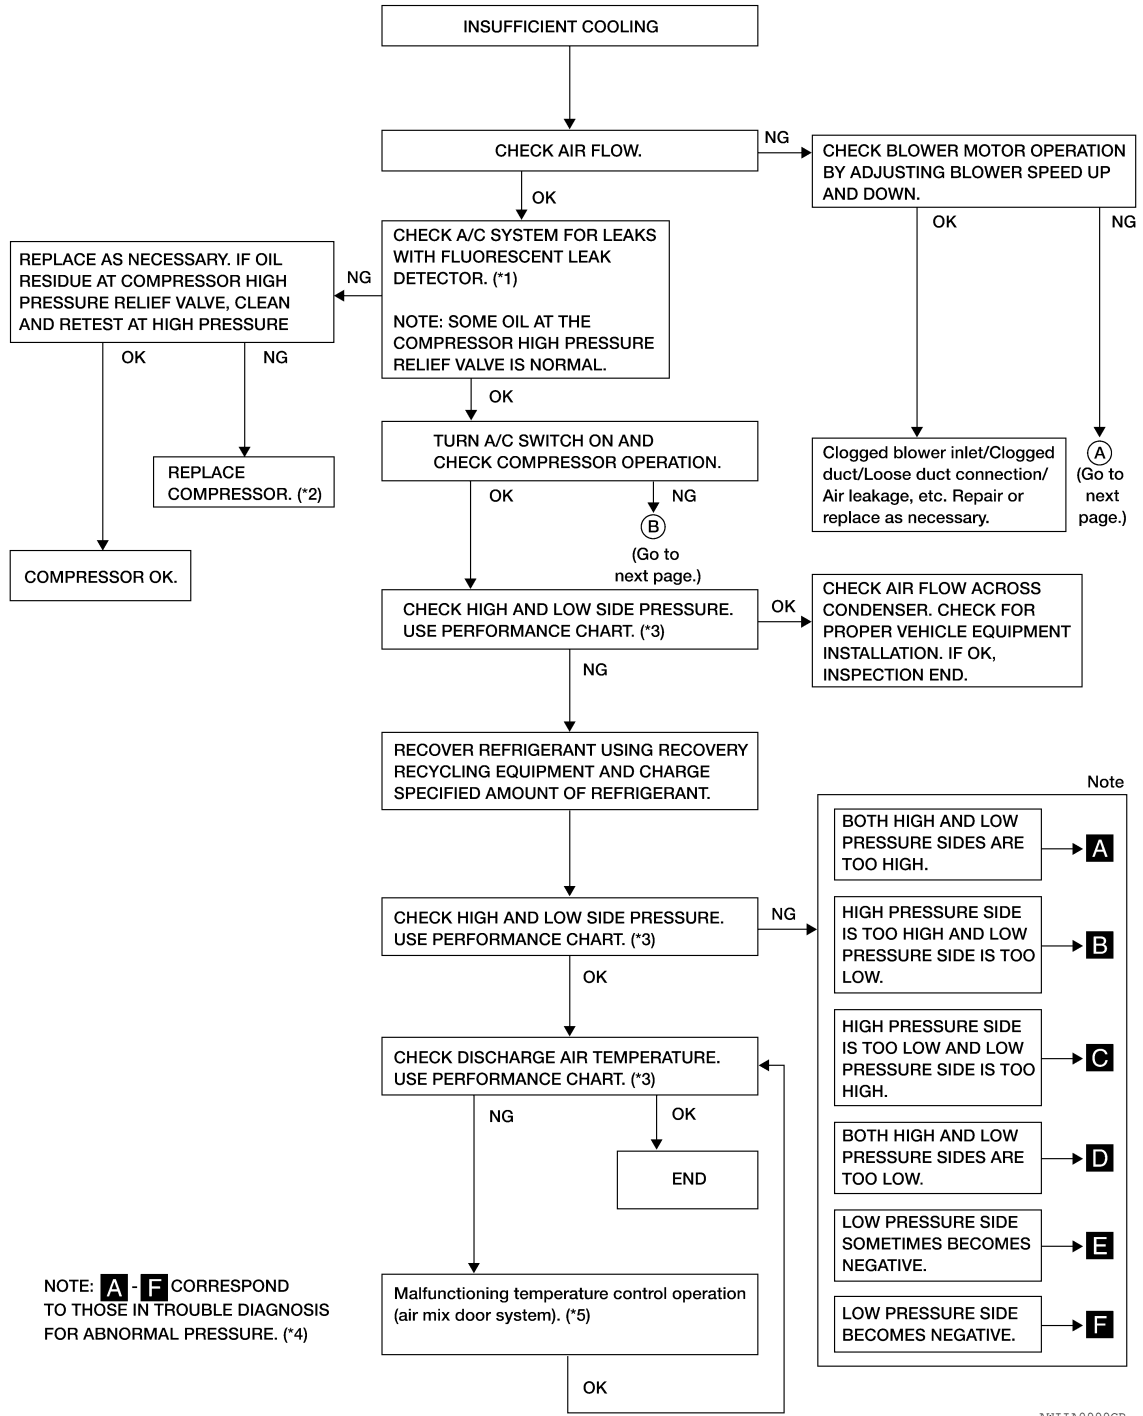 INSUFFICIENT COOLING
CHECK AIR FLOW.
NG
CHECK BLOWER MOTOR OPERATION
BY ADJUSTING BLOWER SPEED UP
AND DOWN.
OK
OK
NG
CHECK A/C SYSTEM FOR LEAKS
WITH FLUORESCENT LEAK
DETECTOR. (*1)
NOTE: SOME OIL AT THE
COMPRESSOR HIGH PRESSURE
RELIEF VALVE IS NORMAL.
NG
REPLACE AS NECESSARY. IF OIL
RESIDUE AT COMPRESSOR HIGH
PRESSURE RELIEF VALVE, CLEAN
AND RETEST AT HIGH PRESSURE
OK
NG
REPLACE
COMPRESSOR. (*2)
COMPRESSOR OK.
OK
TURN A/C SWITCH ON AND
CHECK COMPRESSOR OPERATION.
OK
NG
B
(Go to
next page.)
Clogged blower inlet/Clogged
duct/Loose duct connection/
Air leakage, etc. Repair or
replace as necessary.
A
(Go to
next
page.)
CHECK HIGH AND LOW SIDE PRESSURE.
USE PERFORMANCE CHART. (*3)
OK
CHECK AIR FLOW ACROSS
CONDENSER. CHECK FOR
PROPER VEHICLE EQUIPMENT
INSTALLATION. IF OK,
INSPECTION END.
NG
RECOVER REFRIGERANT USING RECOVERY
RECYCLING EQUIPMENT AND CHARGE
SPECIFIED AMOUNT OF REFRIGERANT.
CHECK HIGH AND LOW SIDE PRESSURE.
USE PERFORMANCE CHART. (*3)
NG
OK
Note
BOTH HIGH AND LOW
PRESSURE SIDES ARE
TOO HIGH.
A
HIGH PRESSURE SIDE
IS TOO HIGH AND LOW
PRESSURE SIDE IS TOO
LOW.
B
HIGH PRESSURE SIDE
IS TOO LOW AND LOW
PRESSURE SIDE IS TOO
HIGH.
C
BOTH HIGH AND LOW
PRESSURE SIDES ARE
TOO LOW.
D
LOW PRESSURE SIDE
SOMETIMES BECOMES
NEGATIVE.
E
LOW PRESSURE SIDE
BECOMES NEGATIVE.
F
CHECK DISCHARGE AIR TEMPERATURE.
USE PERFORMANCE CHART. (*3)
NG
OK
END
Malfunctioning temperature control operation
(air mix door system). (*5)
OK
NOTE: A - F CORRESPOND
TO THOSE IN TROUBLE DIAGNOSIS
FOR ABNORMAL PRESSURE. (*4)